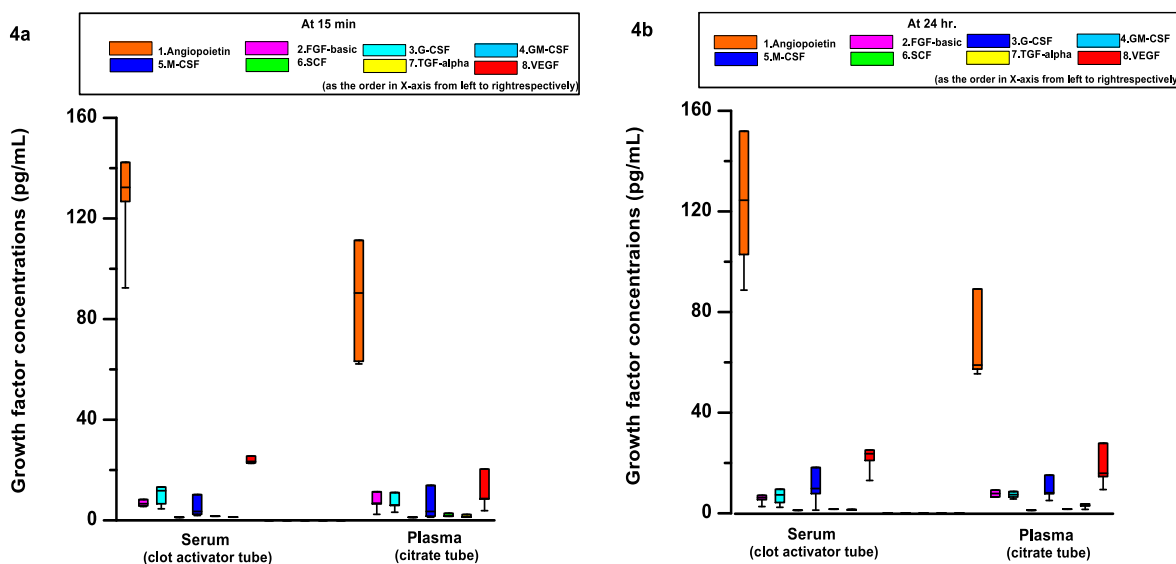 4a
At 15 min
1.Angiopoietin 2.FGF-basic 3.G-CSF 4.GM-CSF
5.M-CSF 6.SCF 7.TGF-alpha 8.VEGF
(as the order in X-axis from left to rightrespectively)
Growth factor concentrations (pg/mL)
160
120
80
40
0
Serum
(clot activator tube)
Plasma
(citrate tube)
4b
At 24 hr.
1.Angiopoietin 2.FGF-basic 3.G-CSF 4.GM-CSF
5.M-CSF 6.SCF 7.TGF-alpha 8.VEGF
(as the order in X-axis from left to rightrespectively)
Growth factor concentraions (pg/mL)
160
120
80
40
0
Serum
(clot activator tube)
Plasma
(citrate tube)